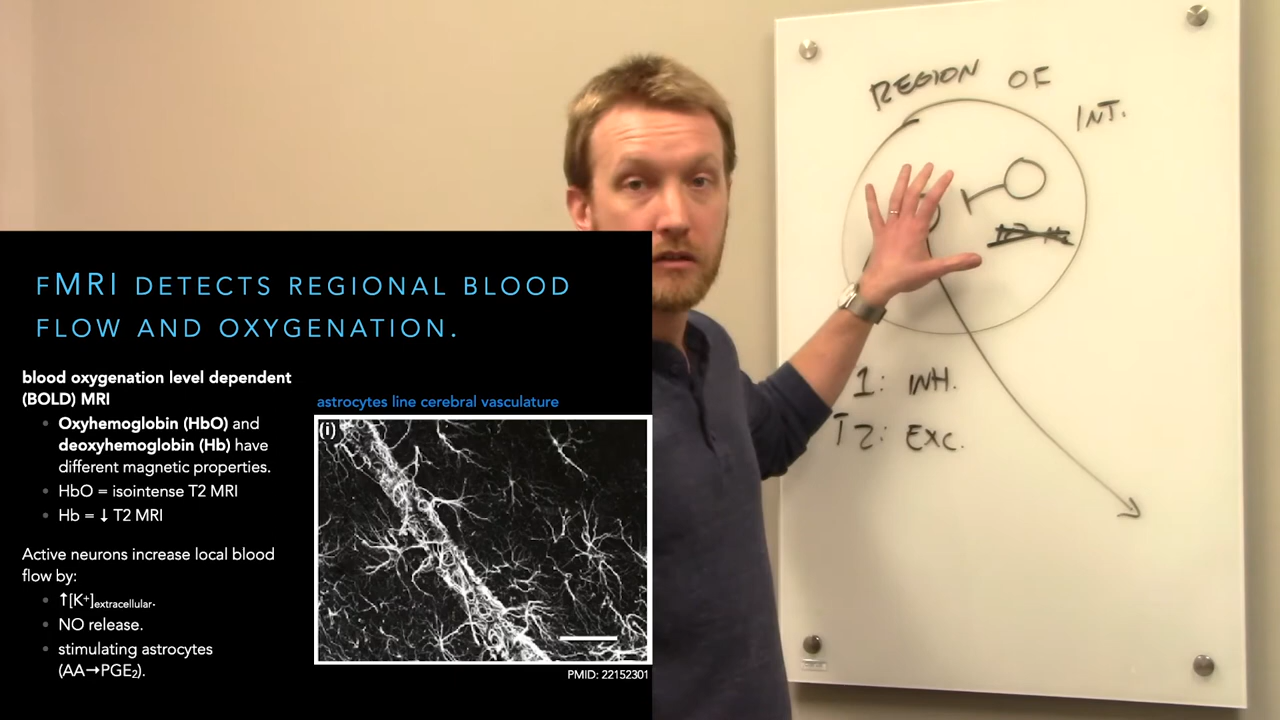 FMRI DETECTS REGIONAL BLOOD
FLOW AND OXYGENATION.
blood oxygenation level dependent
(BOLD) MRI
• Oxyhemoglobin (HbO) and
deoxyhemoglobin (Hb) have
different magnetic properties.
• HbO = isointense T2 MRI
• Hb = ↓ T2 MRI
Active neurons increase local blood
flow by:
• ↑[K⁺]extracellular.
• NO release.
• stimulating astrocytes
(AA→PGE₂).
astrocytes line cerebral vasculature
(i)
PMID: 22152301
REGION OF
INT.
1: INH.
T2: EXC.